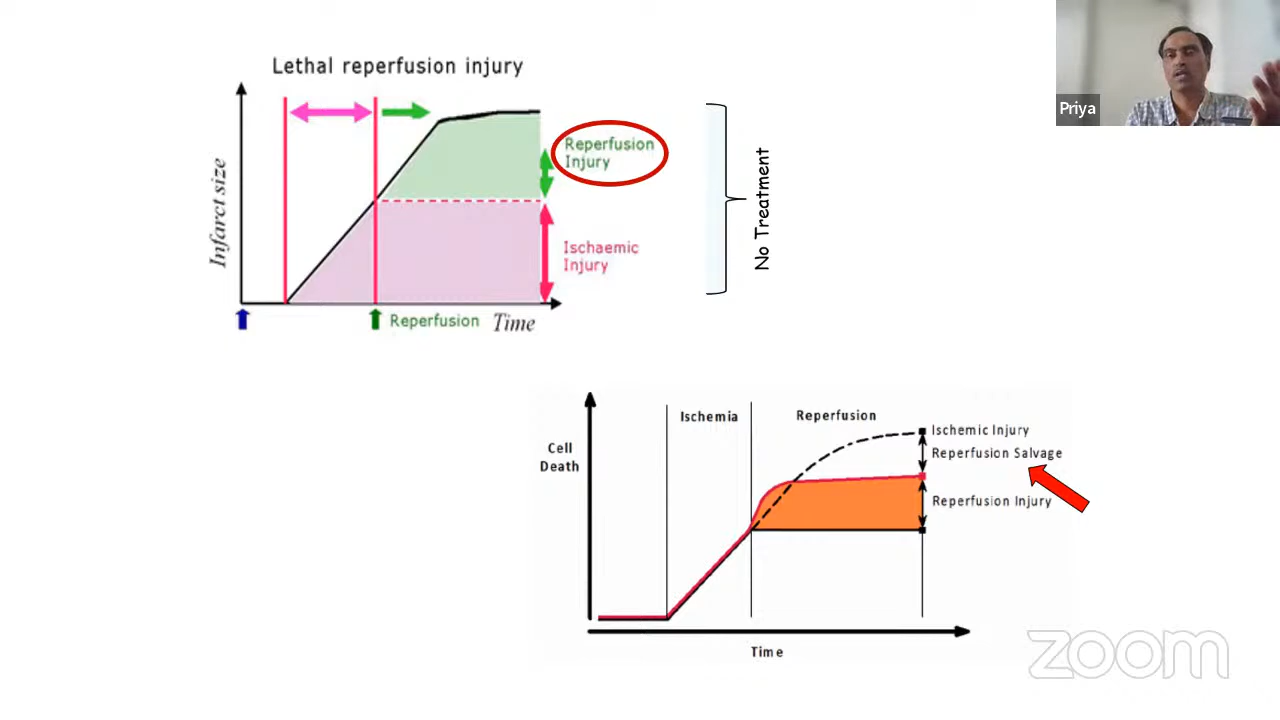 Priya
Lethal reperfusion injury
Infarct size
Reperfusion
Injury
Ischaemic
Injury
Reperfusion
Time
No Treatment
Cell
Death
Ischemia
Reperfusion
Ischemic Injury
Reperfusion Salvage
Reperfusion Injury
Time
zoom